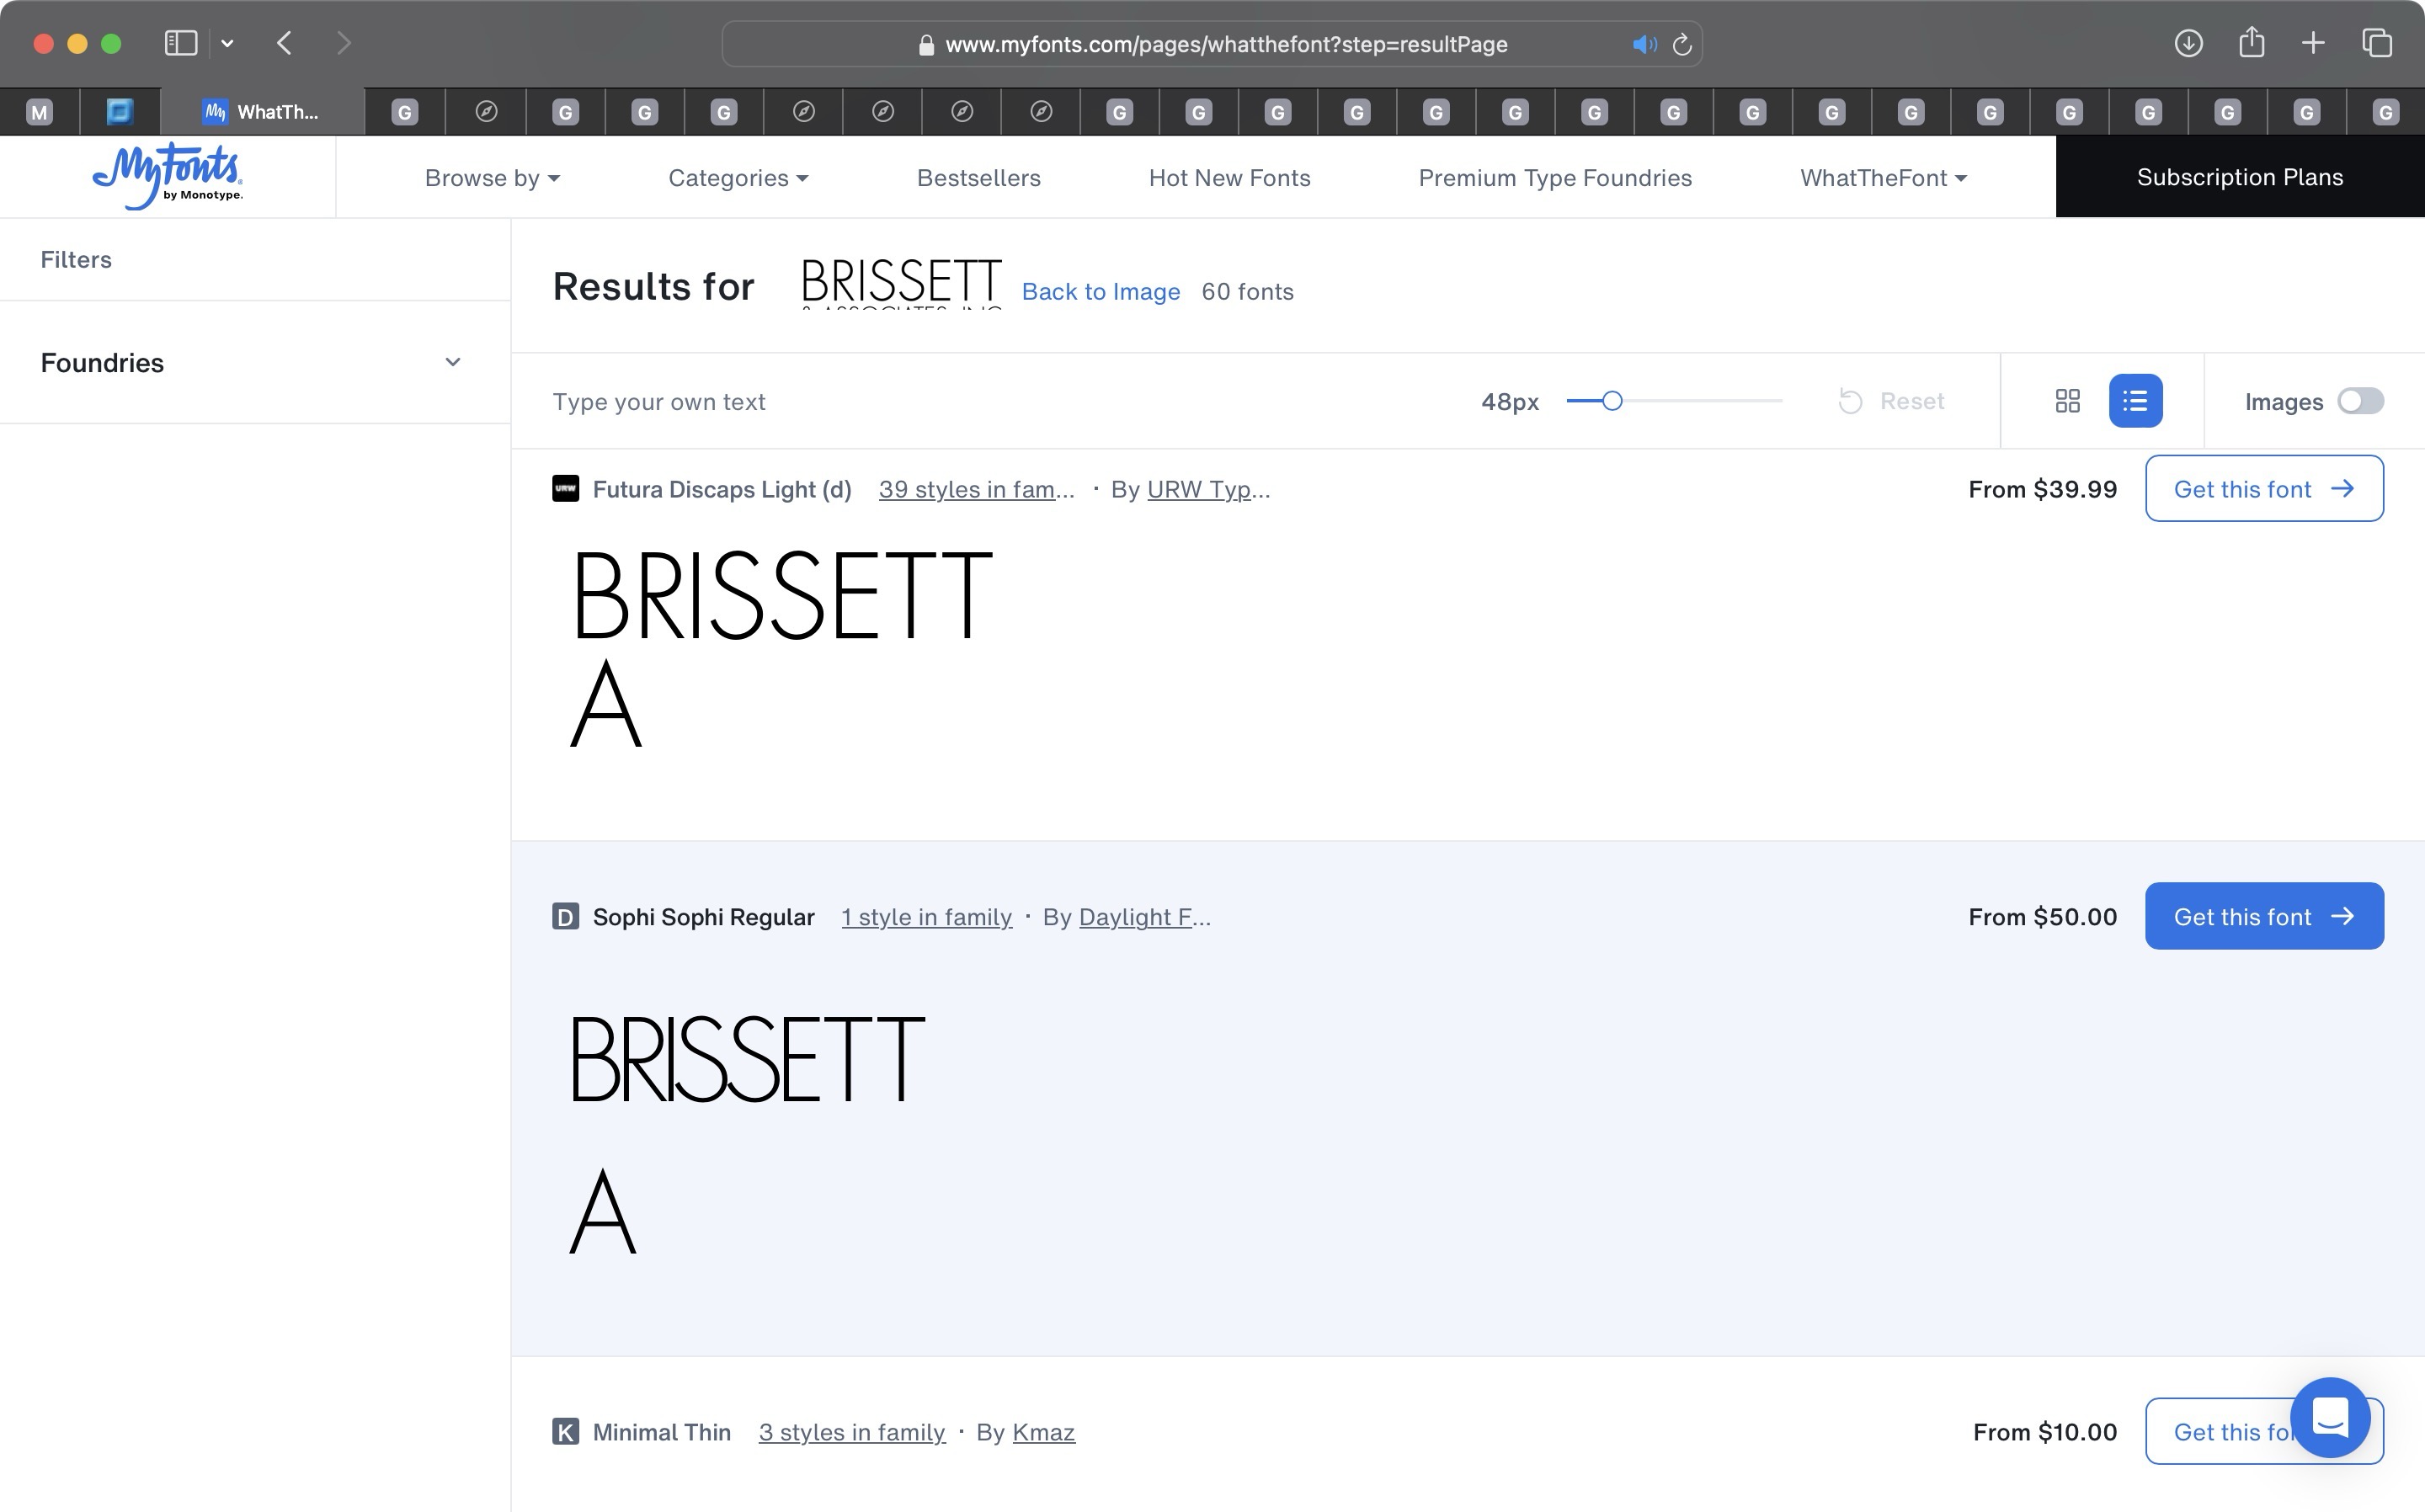 www.myfonts.com/pages/whatthefont?step=resultPage
M My WhatTh... G G G G G G G G G G G G G G G G G G G G G
MyFonts by Monotype. Browse by Categories Bestsellers Hot New Fonts Premium Type Foundries WhatTheFont Subscription Plans
Filters
Foundries
Results for BRISSETT Back to Image 60 fonts
& ASSOCIATES, INC
Type your own text 48px Reset Images
URW Futura Discaps Light (d) 39 styles in fam... · By URW Typ... From $39.99 Get this font →
BRISSETT
A
D Sophi Sophi Regular 1 style in family · By Daylight F... From $50.00 Get this font →
BRISSETT
A
K Minimal Thin 3 styles in family · By Kmaz From $10.00 Get this fo